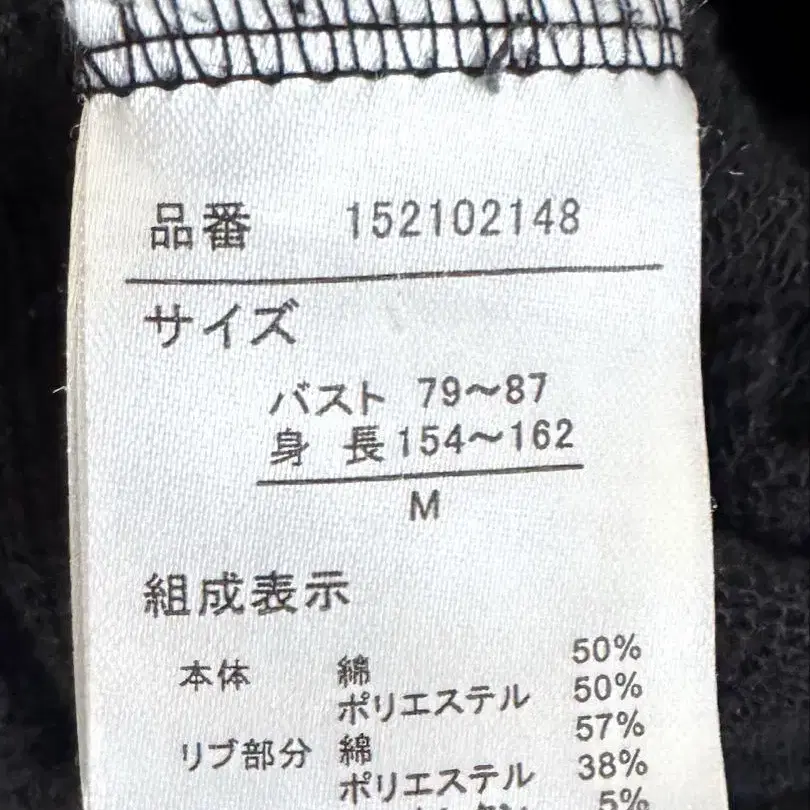 品番 152102148
サイズ
バスト 79〜87
身 長 154〜162
M
組成表示
本体 綿 50%
ポリエステル 50%
リブ部分 綿 57%
ポリエステル 38%
5%